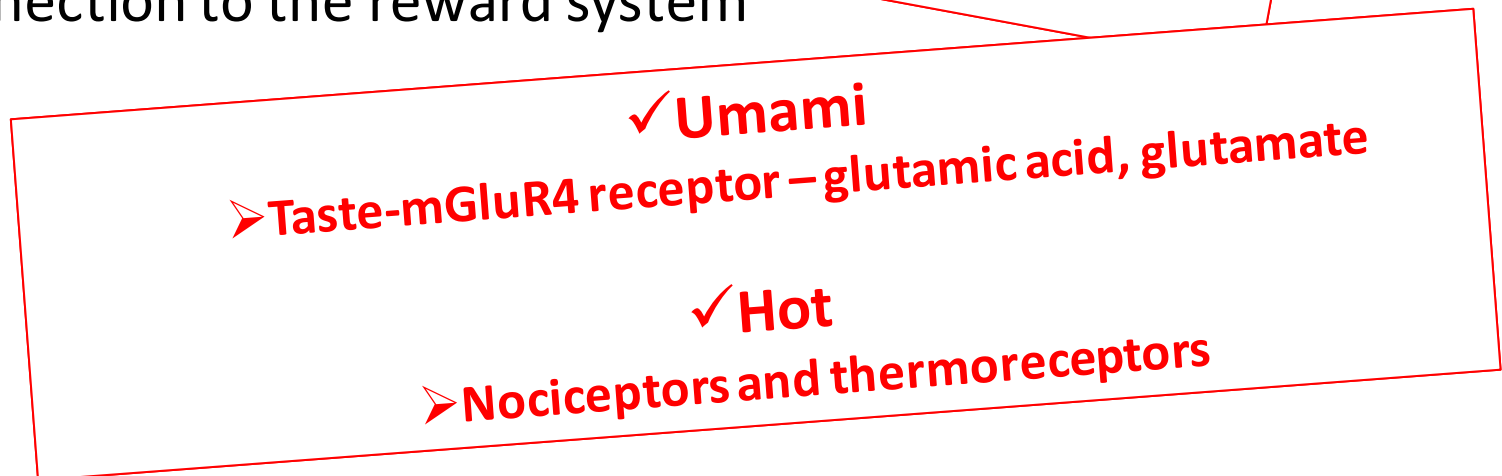 nection to the reward system
✓Umami
➢Taste-mGluR4 receptor – glutamic acid, glutamate
✓Hot
➢Nociceptors and thermoreceptors